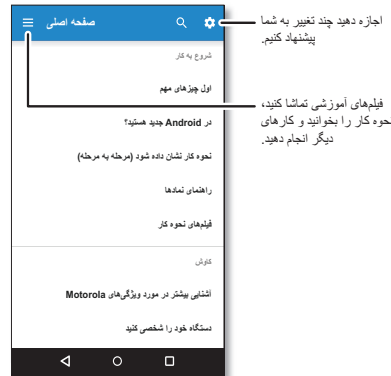 صفحه اصلی
شروع به کار
اول چیزهای مهم
در Android جدید هستید؟
نحوه کار نشان داده شود (مرحله به مرحله)
راهنمای نمادها
فیلم‌های نحوه کار
کاوش
آشنایی بیشتر در مورد ویژگی‌های Motorola
دستگاه خود را شخصی کنید
اجازه دهید چند تغییر به شما
پیشنهاد کنیم.
فیلم‌های آموزشی تماشا کنید،
نحوه کار را بخوانید و کارهای
دیگر انجام دهید.